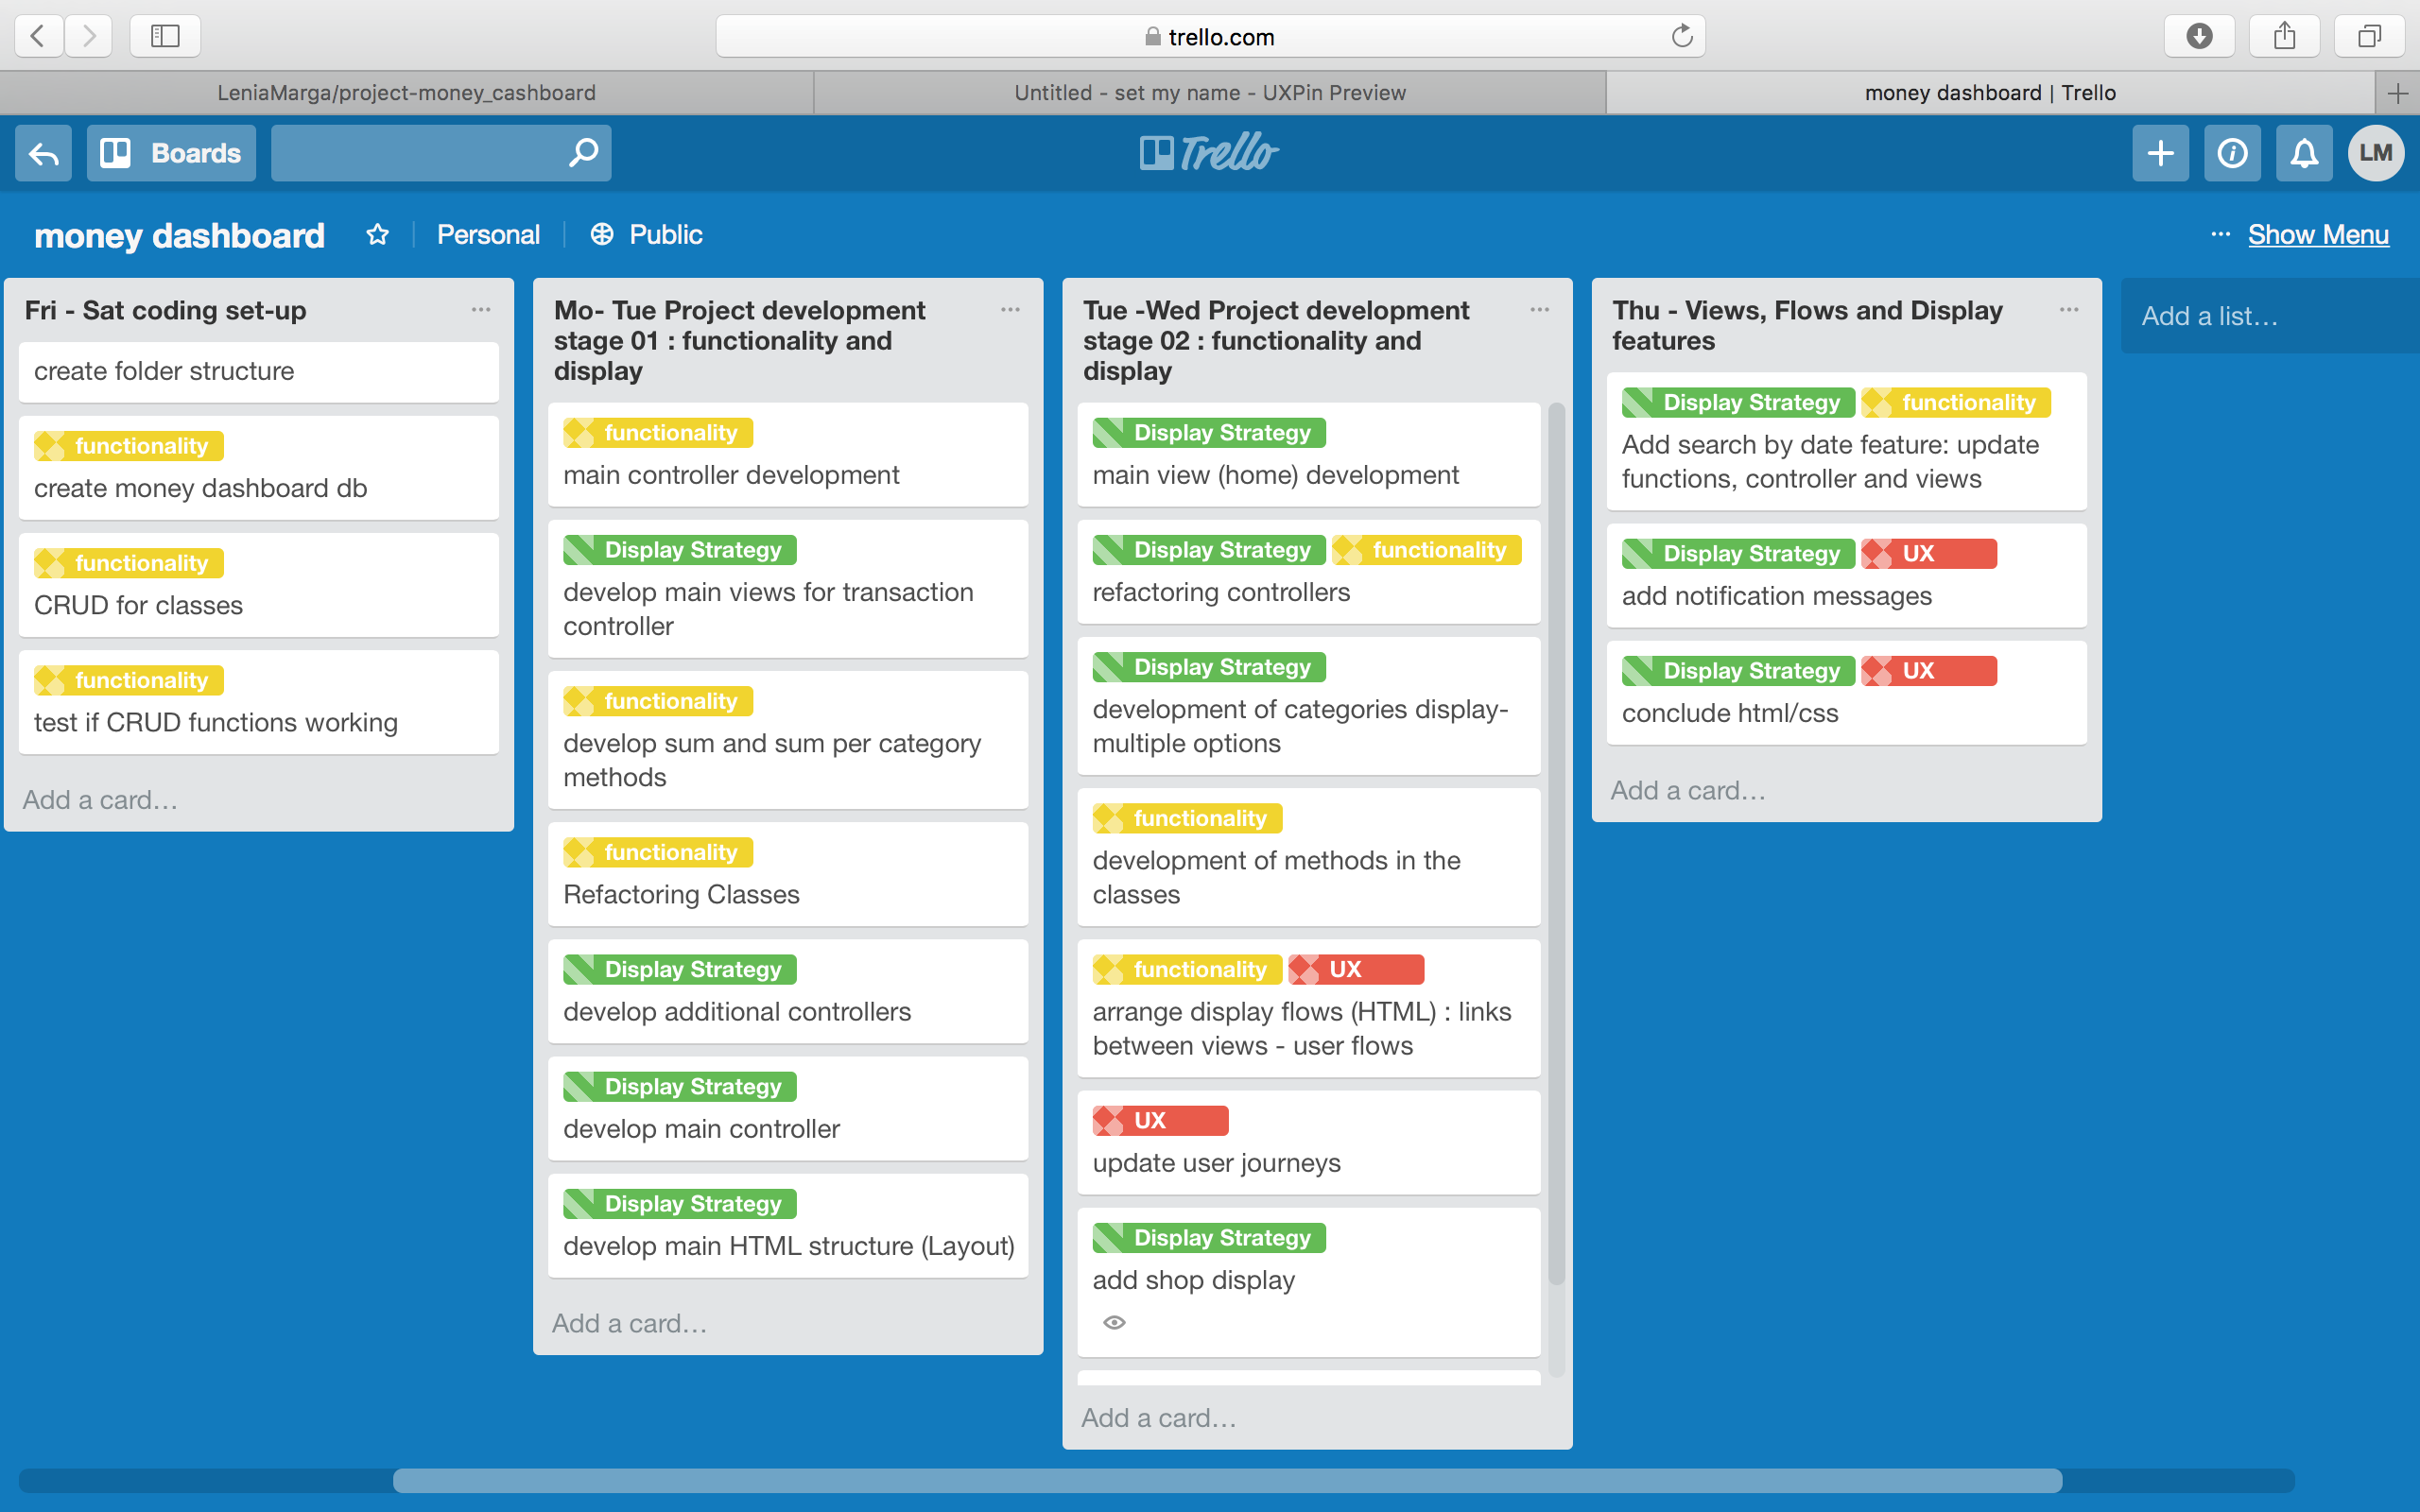 trello.com
LeniaMarga/project-money_cashboard
Untitled - set my name - UXPin Preview
money dashboard | Trello
Boards
Trello
LM
money dashboard
Personal
Public
... Show Menu
Fri - Sat coding set-up
create folder structure
functionality
create money dashboard db
functionality
CRUD for classes
functionality
test if CRUD functions working
Add a card...
Mo- Tue Project development
stage 01 : functionality and
display
functionality
main controller development
Display Strategy
develop main views for transaction
controller
functionality
develop sum and sum per category
methods
functionality
Refactoring Classes
Display Strategy
develop additional controllers
Display Strategy
develop main controller
Display Strategy
develop main HTML structure (Layout)
Add a card...
Tue -Wed Project development
stage 02 : functionality and
display
Display Strategy
main view (home) development
Display Strategy functionality
refactoring controllers
Display Strategy
development of categories display-
multiple options
functionality
development of methods in the
classes
functionality UX
arrange display flows (HTML) : links
between views - user flows
UX
update user journeys
Display Strategy
add shop display
Add a card...
Thu - Views, Flows and Display
features
Display Strategy functionality
Add search by date feature: update
functions, controller and views
Display Strategy UX
add notification messages
Display Strategy UX
conclude html/css
Add a card...
Add a list...